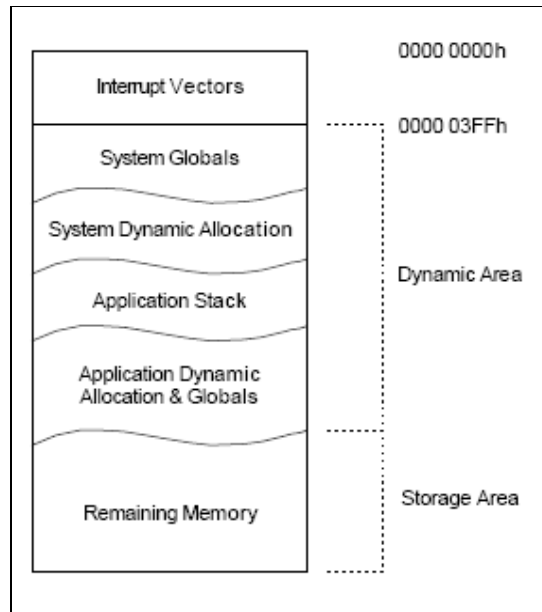 0000 0000h
Interrupt Vectors
0000 03FFh
System Globals
System Dynamic Allocation
Dynamic Area
Application Stack
Application Dynamic
Allocation & Globals
Storage Area
Remaining Memory